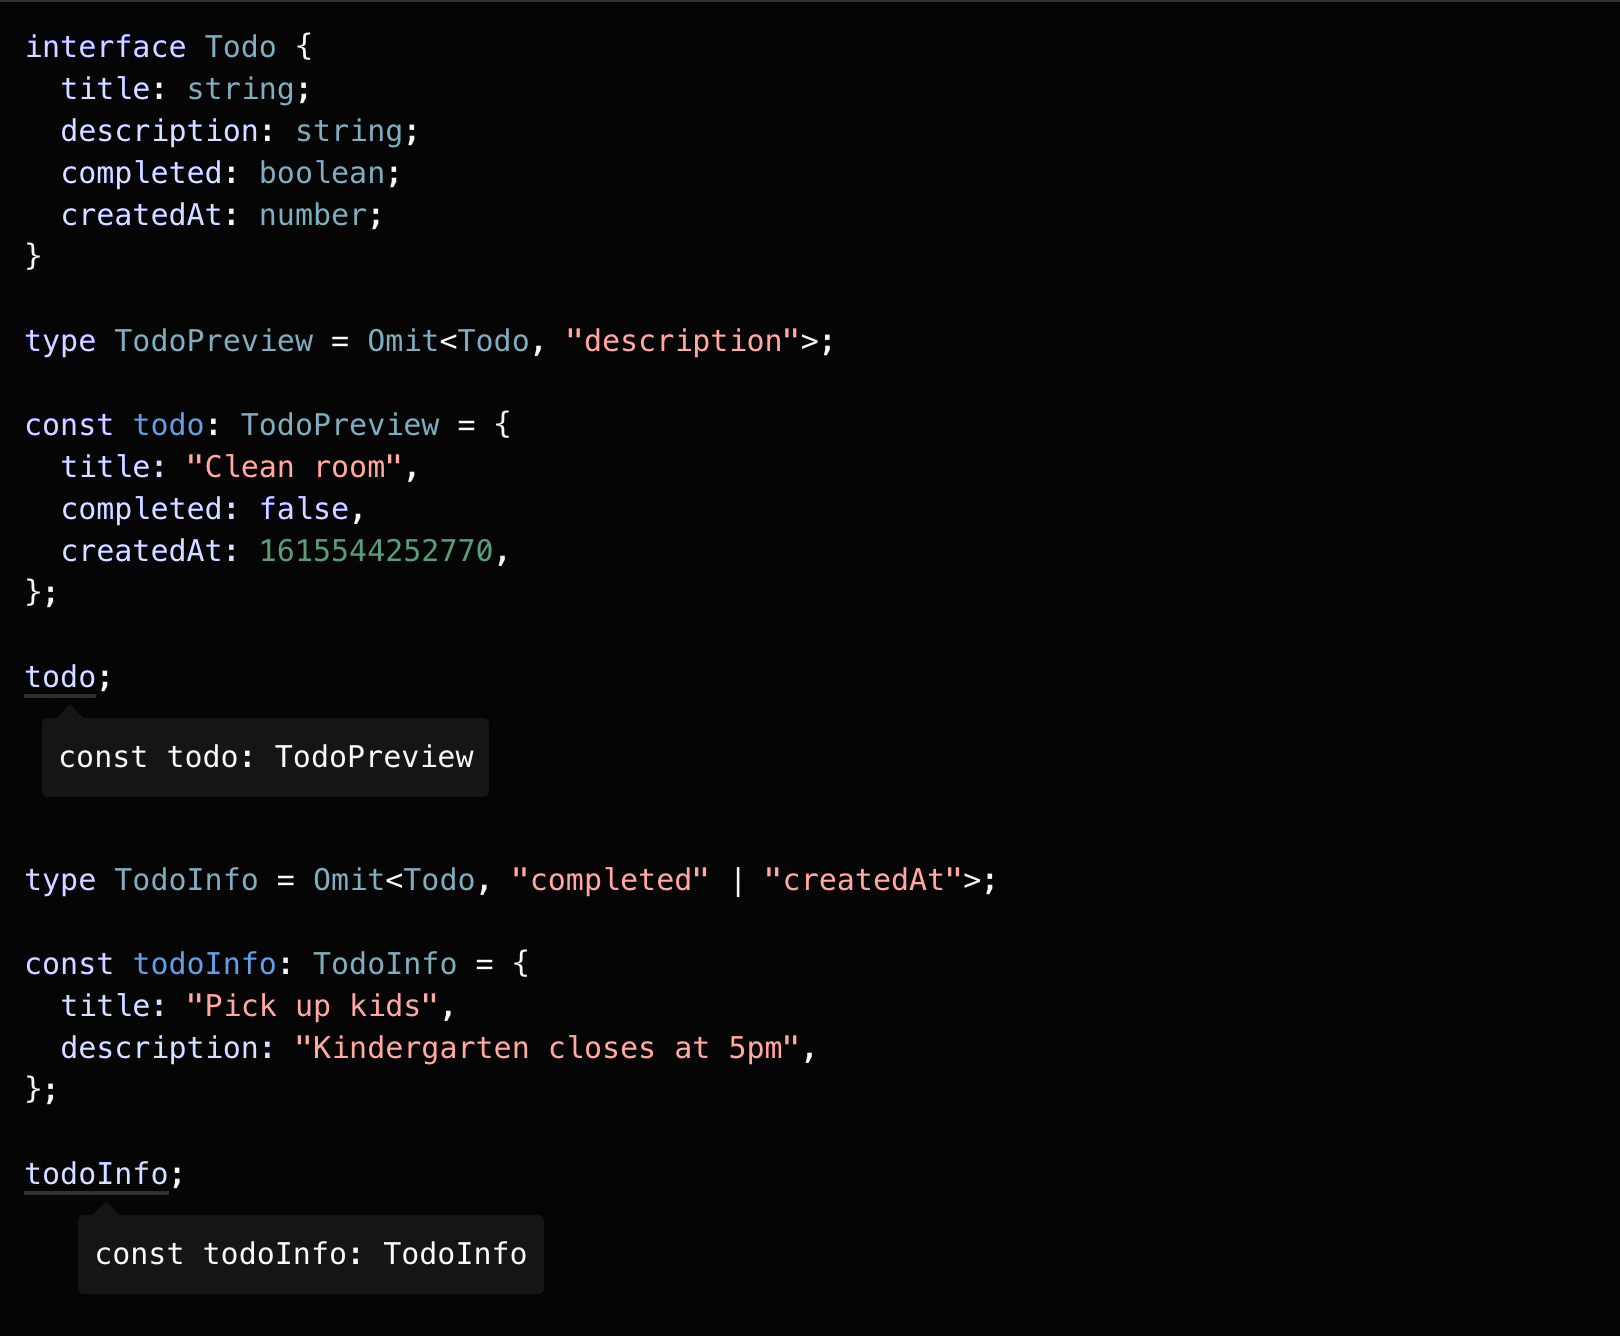 interface Todo {
  title: string;
  description: string;
  completed: boolean;
  createdAt: number;
}
type TodoPreview = Omit<Todo, "description">;
const todo: TodoPreview = {
  title: "Clean room",
  completed: false,
  createdAt: 1615544252770,
};
todo;
const todo: TodoPreview
type TodoInfo = Omit<Todo, "completed" | "createdAt">;
const todoInfo: TodoInfo = {
  title: "Pick up kids",
  description: "Kindergarten closes at 5pm",
};
todoInfo;
const todoInfo: TodoInfo